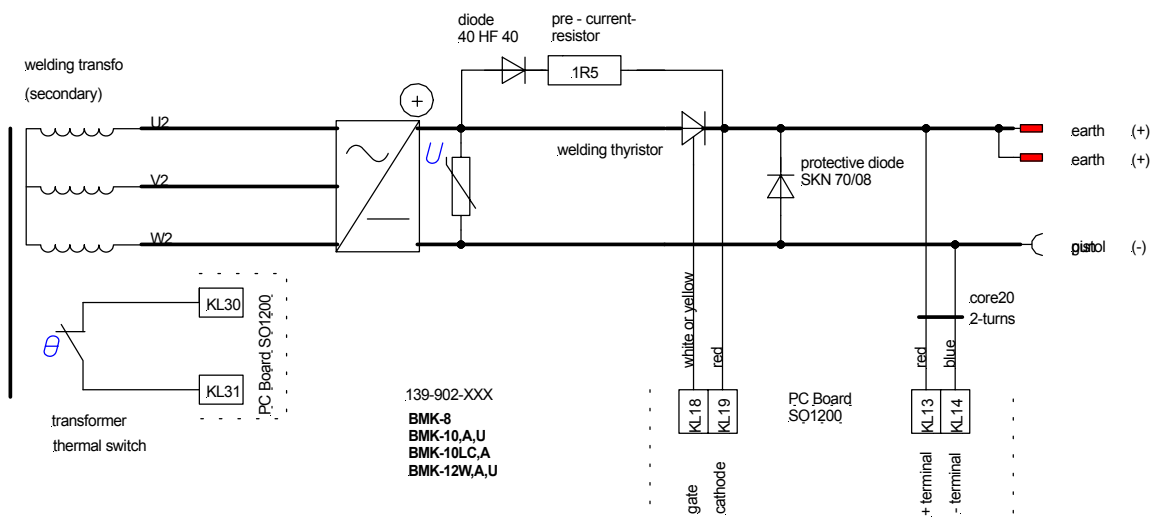 diode
40 HF 40
pre - current-
resistor
1R5
welding transfo
(secondary)
U2
V2
W2
U
welding thyristor
protective diode
SKN 70/08
earth (+)
earth (+)
pistol (-)
KL30
KL31
PC Board SO1200
θ
transformer
thermal switch
139-902-XXX
BMK-8
BMK-10,A,U
BMK-10LC,A
BMK-12W,A,U
white or yellow
red
KL18
KL19
gate
cathode
PC Board
SO1200
core20
2-turns
red
blue
KL13
KL14
+ terminal
- terminal